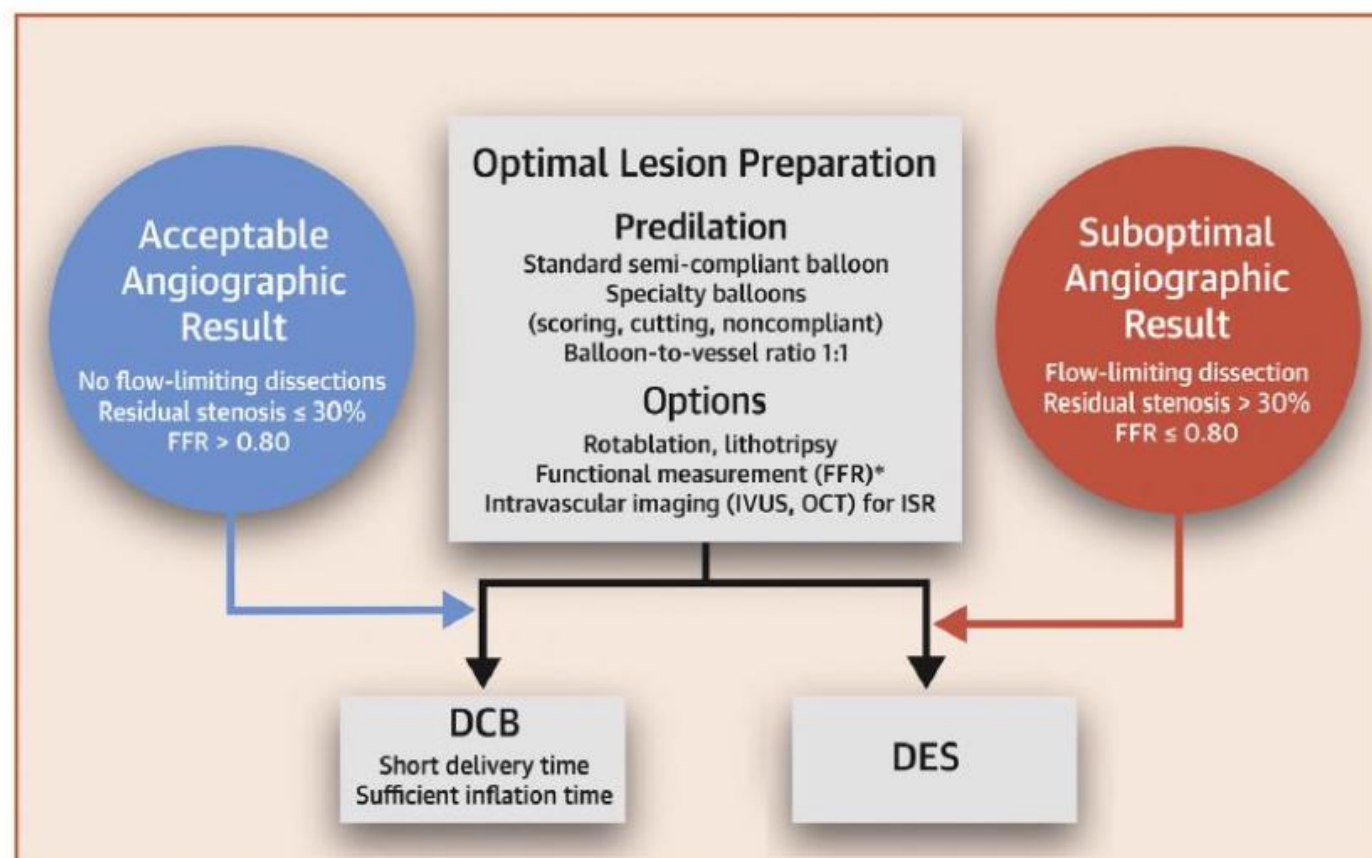 Optimal Lesion Preparation
Predilation
Standard semi-compliant balloon
Specialty balloons
(scoring, cutting, noncompliant)
Balloon-to-vessel ratio 1:1
Options
Rotablation, lithotripsy
Functional measurement (FFR)*
Intravascular imaging (IVUS, OCT) for ISR
Acceptable
Angiographic
Result
No flow-limiting dissections
Residual stenosis ≤ 30%
FFR > 0.80
Suboptimal
Angiographic
Result
Flow-limiting dissection
Residual stenosis > 30%
FFR ≤ 0.80
DCB
Short delivery time
Sufficient inflation time
DES